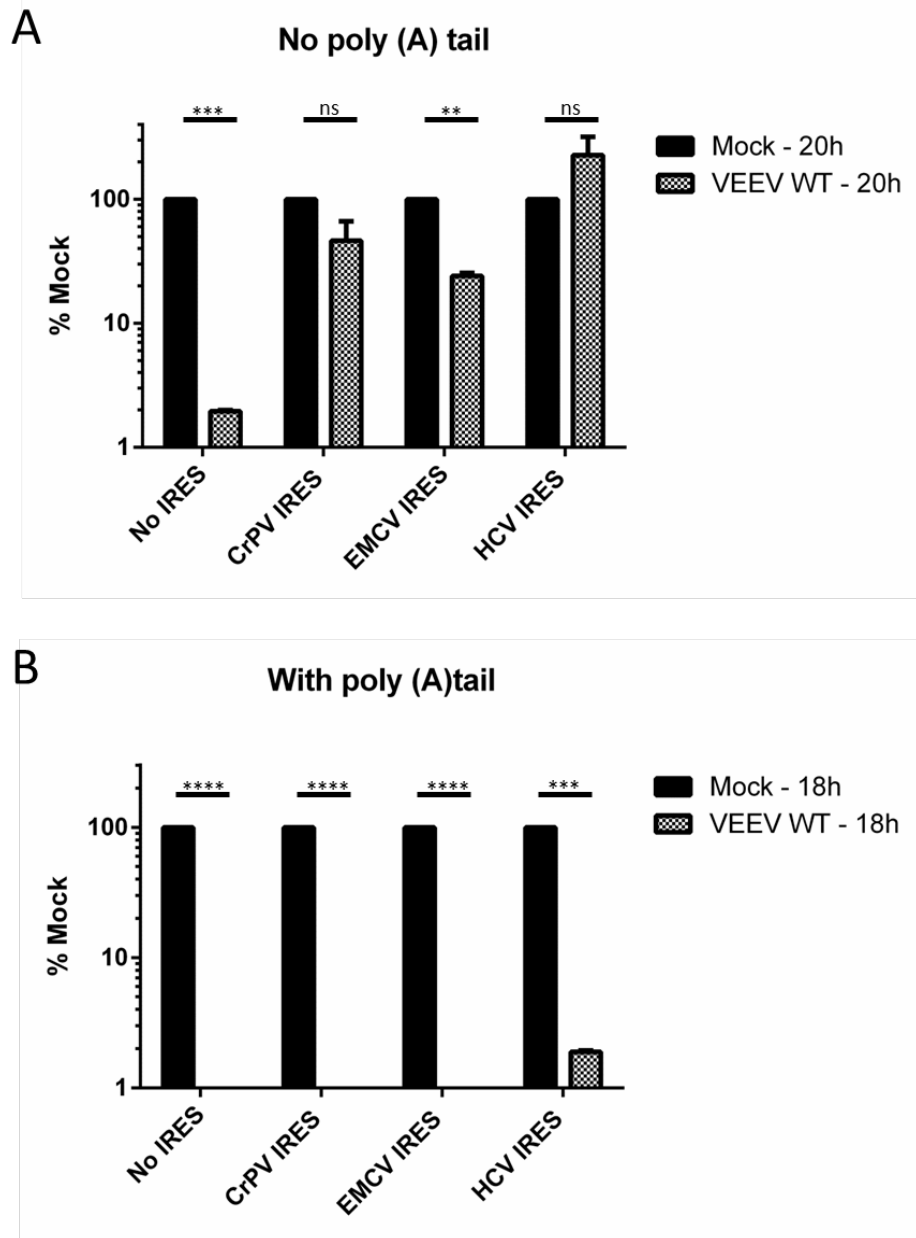 A
No poly (A) tail
*** ns ** ns
Mock - 20h
VEEV WT - 20h
% Mock
100
10
1
No IRES
CrPV IRES
EMCV IRES
HCV IRES
B
With poly (A)tail
**** **** **** ***
Mock - 18h
VEEV WT - 18h
% Mock
100
10
1
No IRES
CrPV IRES
EMCV IRES
HCV IRES